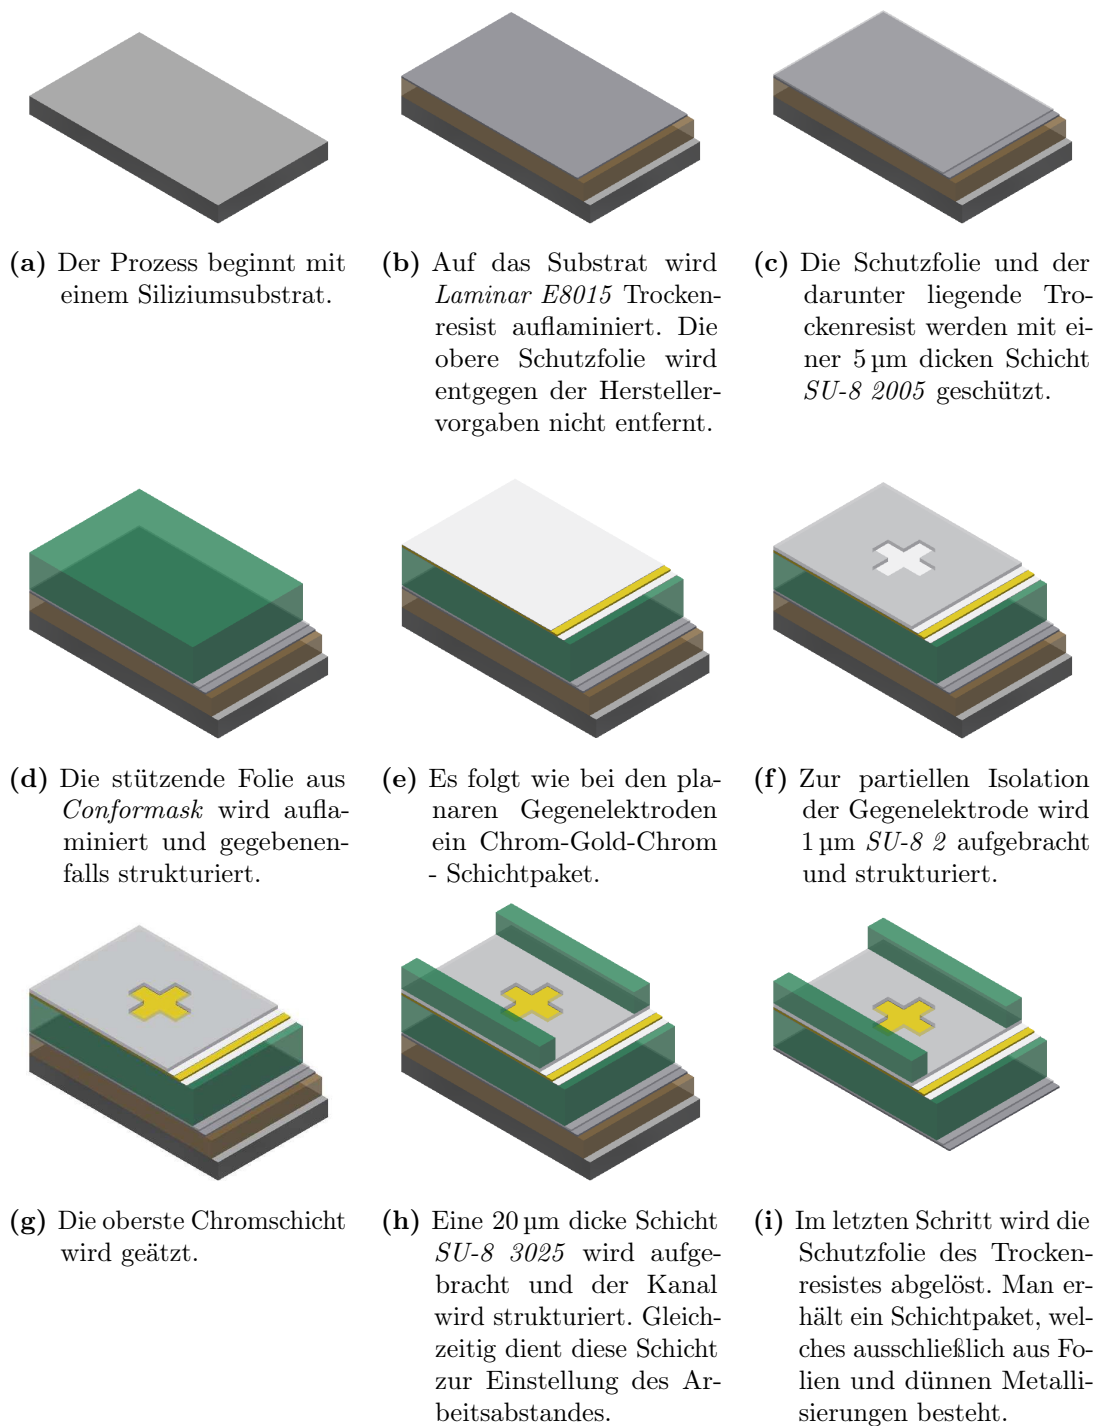 (a) Der Prozess beginnt mit
einem Siliziumsubstrat.
(b) Auf das Substrat wird
Laminar E8015 Trocken-
resist auflaminiert. Die
obere Schutzfolie wird
entgegen der Hersteller-
vorgaben nicht entfernt.
(c) Die Schutzfolie und der
darunter liegende Tro-
ckenresist werden mit ei-
ner 5 µm dicken Schicht
SU-8 2005 geschützt.
(d) Die stützende Folie aus
Conformask wird aufla-
miniert und gegebenen-
falls strukturiert.
(e) Es folgt wie bei den pla-
naren Gegenelektroden
ein Chrom-Gold-Chrom
- Schichtpaket.
(f) Zur partiellen Isolation
der Gegenelektrode wird
1 µm SU-8 2 aufgebracht
und strukturiert.
(g) Die oberste Chromschicht
wird geätzt.
(h) Eine 20 µm dicke Schicht
SU-8 3025 wird aufge-
bracht und der Kanal
wird strukturiert. Gleich-
zeitig dient diese Schicht
zur Einstellung des Ar-
beitsabstandes.
(i) Im letzten Schritt wird die
Schutzfolie des Trocken-
resistes abgelöst. Man er-
hält ein Schichtpaket, wel-
ches ausschließlich aus Fo-
lien und dünnen Metalli-
sierungen besteht.